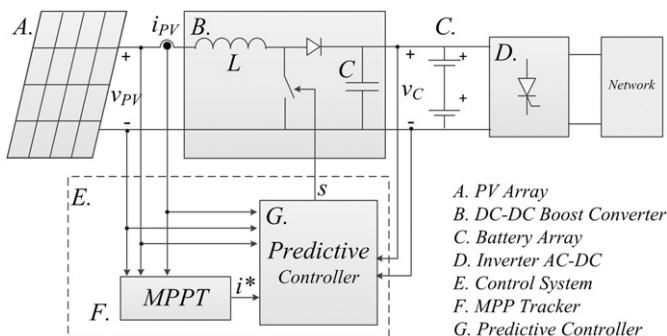 A.
i_PV
B.
L
C
C.
D.
Network
+
v_PV
-
+
v_C
-
+
+
E.
s
G.
Predictive
Controller
F.
MPPT
i*
A. PV Array
B. DC-DC Boost Converter
C. Battery Array
D. Inverter AC-DC
E. Control System
F. MPP Tracker
G. Predictive Controller